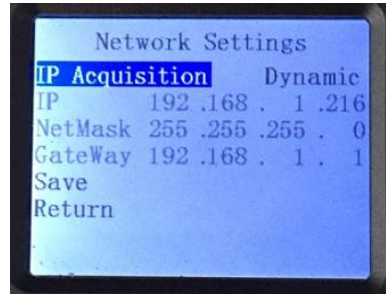 Network Settings
IP Acquisition Dynamic
IP 192 .168 . 1 .216
NetMask 255 .255 .255 . 0
GateWay 192 .168 . 1 . 1
Save
Return